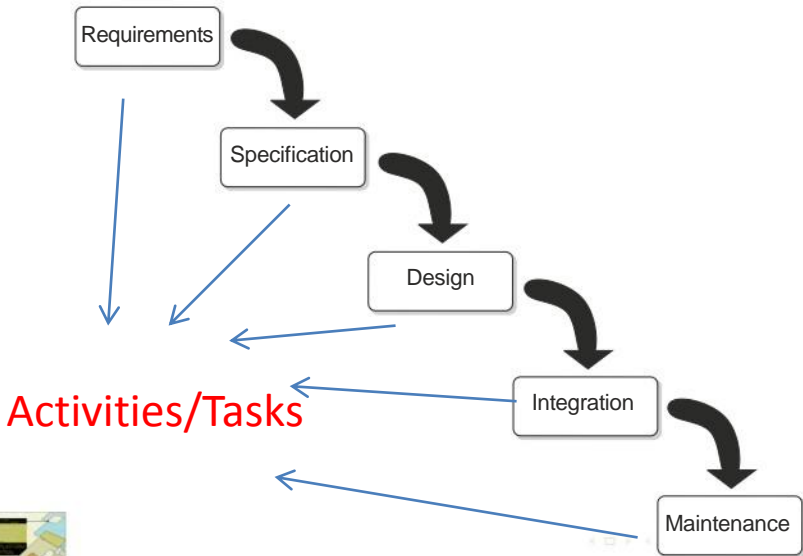 Requirements
Specification
Design
Activities/Tasks
Integration
Maintenance